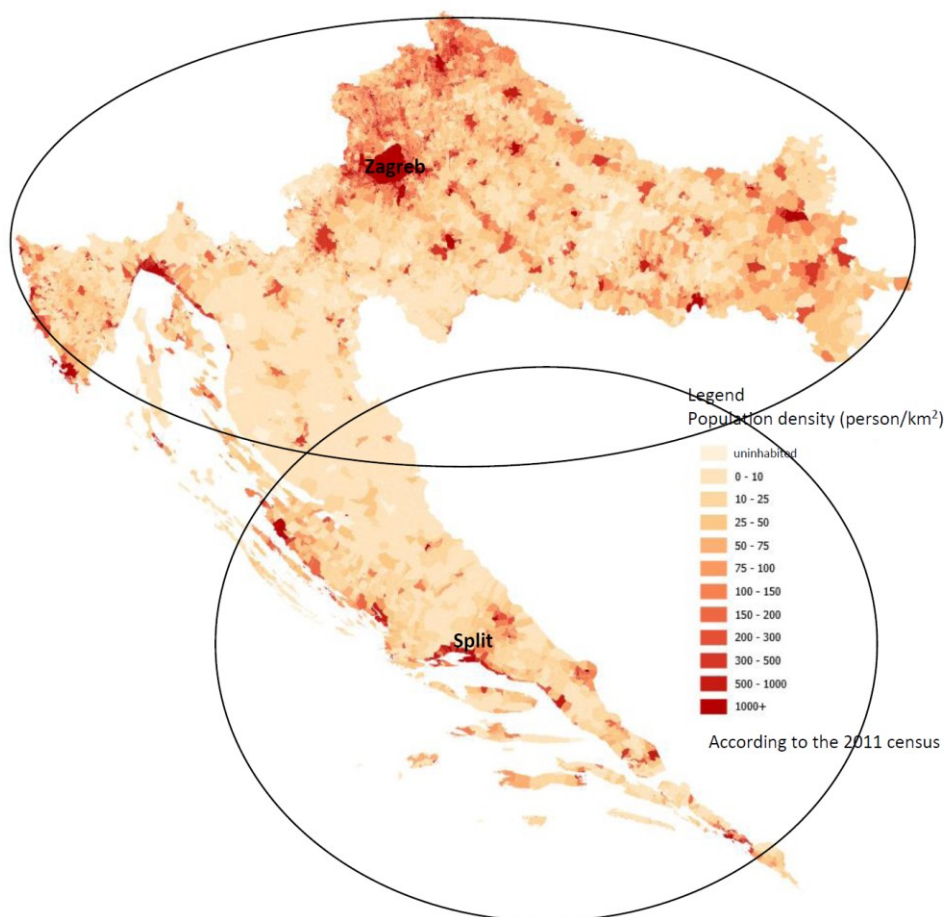 Zagreb
Legend
Population density (person/km²)
uninhabited
0 - 10
10 - 25
25 - 50
50 - 75
75 - 100
100 - 150
150 - 200
200 - 300
300 - 500
500 - 1000
1000+
Split
According to the 2011 census